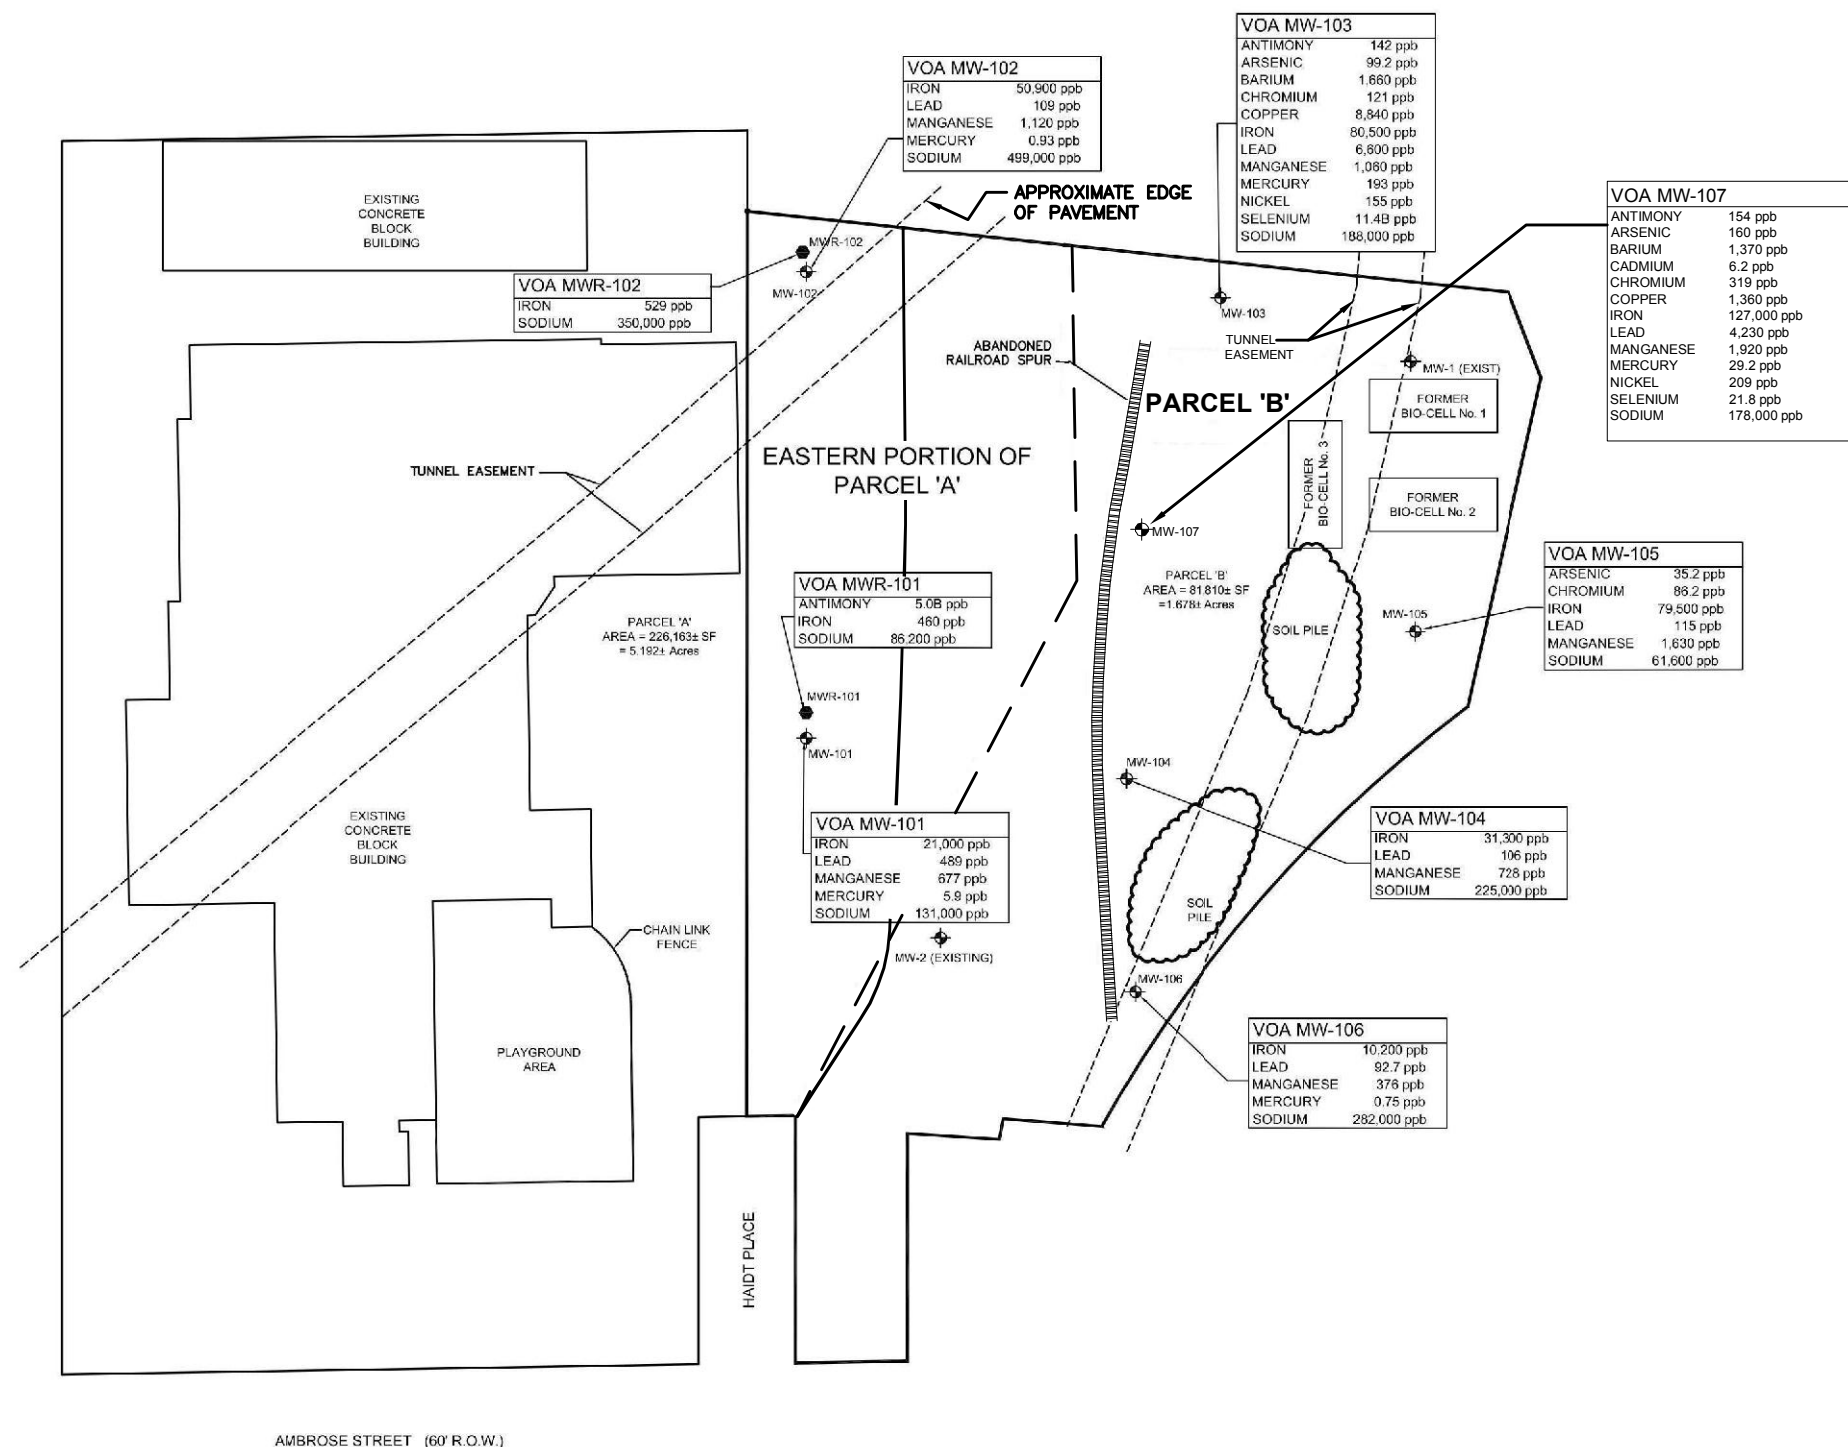 VOA MW-103
ANTIMONY 142 ppb
ARSENIC 99.2 ppb
BARIUM 1,660 ppb
CHROMIUM 121 ppb
COPPER 8,840 ppb
IRON 80,500 ppb
LEAD 6,600 ppb
MANGANESE 1,060 ppb
MERCURY 193 ppb
NICKEL 155 ppb
SELENIUM 11.4B ppb
SODIUM 188,000 ppb
VOA MW-102
IRON 50,900 ppb
LEAD 109 ppb
MANGANESE 1,120 ppb
MERCURY 0.93 ppb
SODIUM 499,000 ppb
APPROXIMATE EDGE
OF PAVEMENT
VOA MW-107
ANTIMONY 154 ppb
ARSENIC 160 ppb
BARIUM 1,370 ppb
CADMIUM 6.2 ppb
CHROMIUM 319 ppb
COPPER 1,360 ppb
IRON 127,000 ppb
LEAD 4,230 ppb
MANGANESE 1,920 ppb
MERCURY 29.2 ppb
NICKEL 209 ppb
SELENIUM 21.8 ppb
SODIUM 178,000 ppb
EXISTING
CONCRETE
BLOCK
BUILDING
MWR-102
MW-102
VOA MWR-102
IRON 529 ppb
SODIUM 350,000 ppb
MW-103
TUNNEL
EASEMENT
ABANDONED
RAILROAD SPUR
MW-1 (EXIST)
PARCEL 'B'
FORMER
BIO-CELL No. 1
FORMER
BIO-CELL No. 3
FORMER
BIO-CELL No. 2
TUNNEL EASEMENT
EASTERN PORTION OF
PARCEL 'A'
MW-107
VOA MW-105
ARSENIC 35.2 ppb
CHROMIUM 86.2 ppb
IRON 79,500 ppb
LEAD 115 ppb
MANGANESE 1,630 ppb
SODIUM 61,600 ppb
PARCEL 'B'
AREA = 81,810± SF
=1.678± Acres
VOA MWR-101
ANTIMONY 5.0B ppb
IRON 460 ppb
SODIUM 86,200 ppb
MW-105
SOIL PILE
PARCEL 'A'
AREA = 226,163± SF
= 5.192± Acres
MWR-101
MW-101
MW-104
VOA MW-101
IRON 21,000 ppb
LEAD 489 ppb
MANGANESE 677 ppb
MERCURY 5.9 ppb
SODIUM 131,000 ppb
VOA MW-104
IRON 31,300 ppb
LEAD 106 ppb
MANGANESE 728 ppb
SODIUM 225,000 ppb
EXISTING
CONCRETE
BLOCK
BUILDING
SOIL
PILE
CHAIN LINK
FENCE
MW-2 (EXISTING)
MW-106
VOA MW-106
IRON 10,200 ppb
LEAD 92.7 ppb
MANGANESE 376 ppb
MERCURY 0.75 ppb
SODIUM 282,000 ppb
PLAYGROUND
AREA
HAIDT PLACE
AMBROSE STREET (60' R.O.W.)